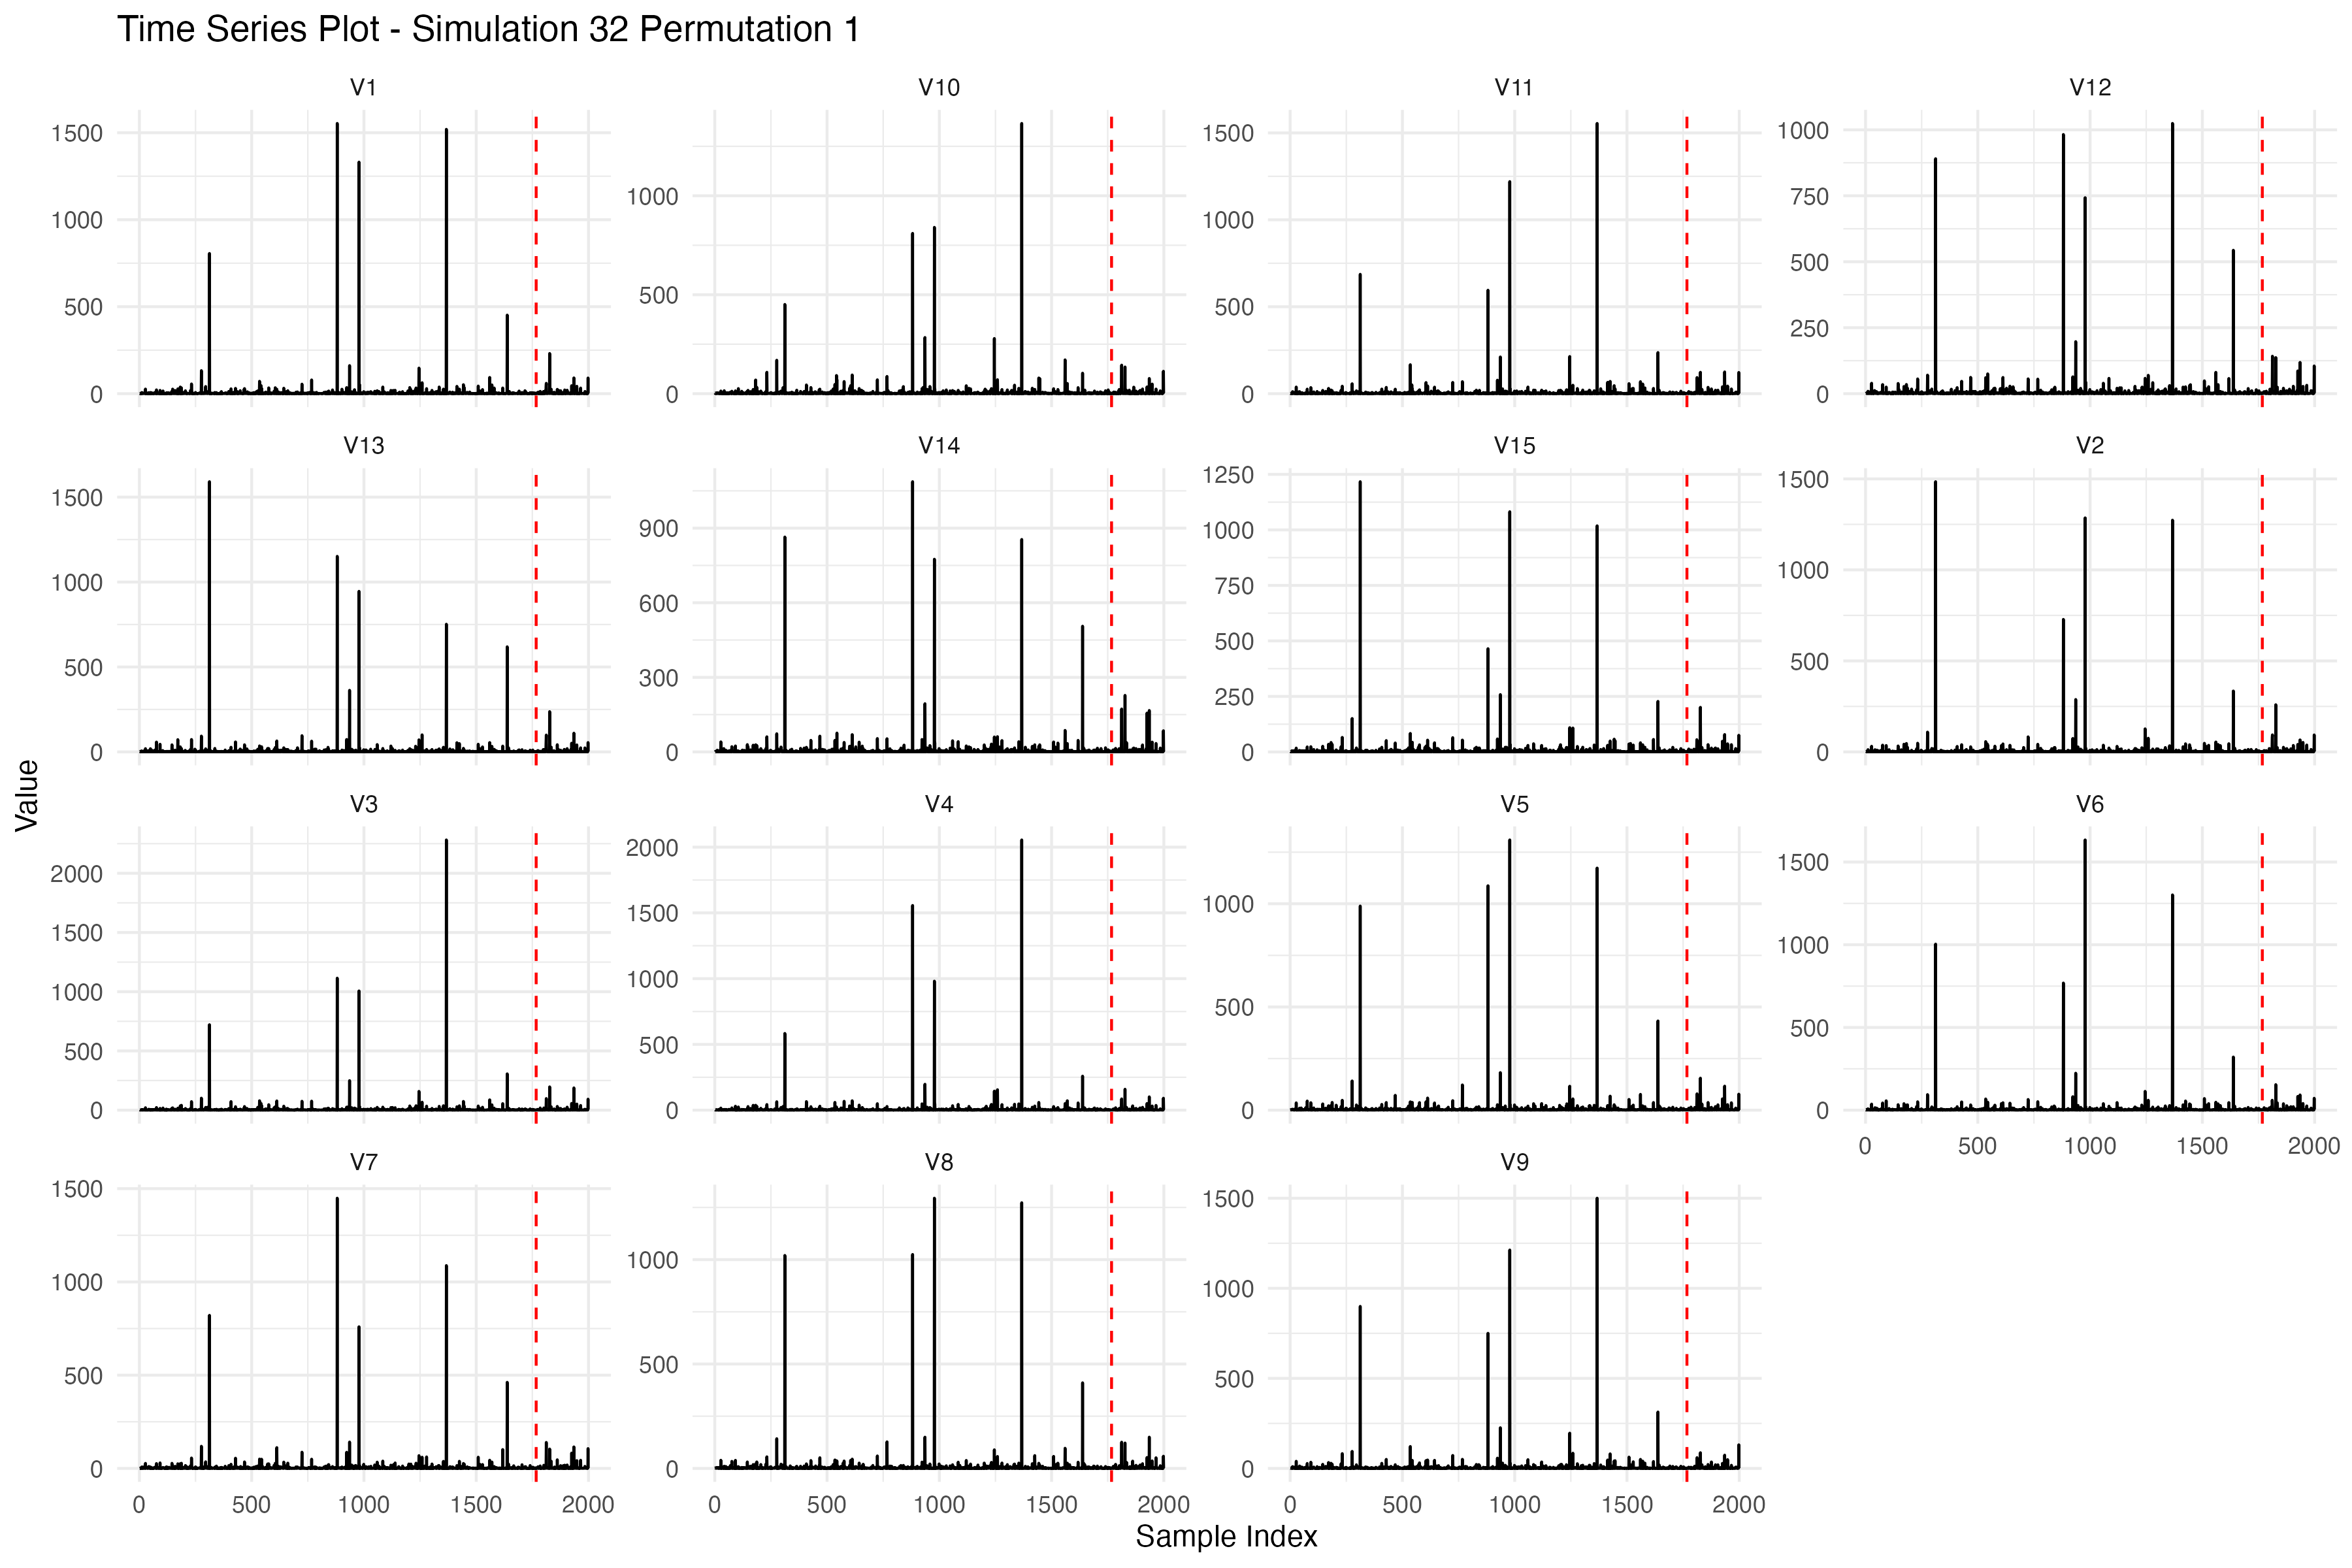 Time Series Plot - Simulation 32 Permutation 1
V1 V10 V11 V12
1500 1000 500 0
1000 500 0
1500 1000 500 0
1000 750 500 250 0
V13 V14 V15 V2
1500 1000 500 0
900 600 300 0
1250 1000 750 500 250 0
1500 1000 500 0
Value
V3 V4 V5 V6
2000 1500 1000 500 0
2000 1500 1000 500 0
1000 500 0
1500 1000 500 0
0 500 1000 1500 2000
V7 V8 V9
1500 1000 500 0
1000 500 0
1500 1000 500 0
0 500 1000 1500 2000
0 500 1000 1500 2000
0 500 1000 1500 2000
Sample Index